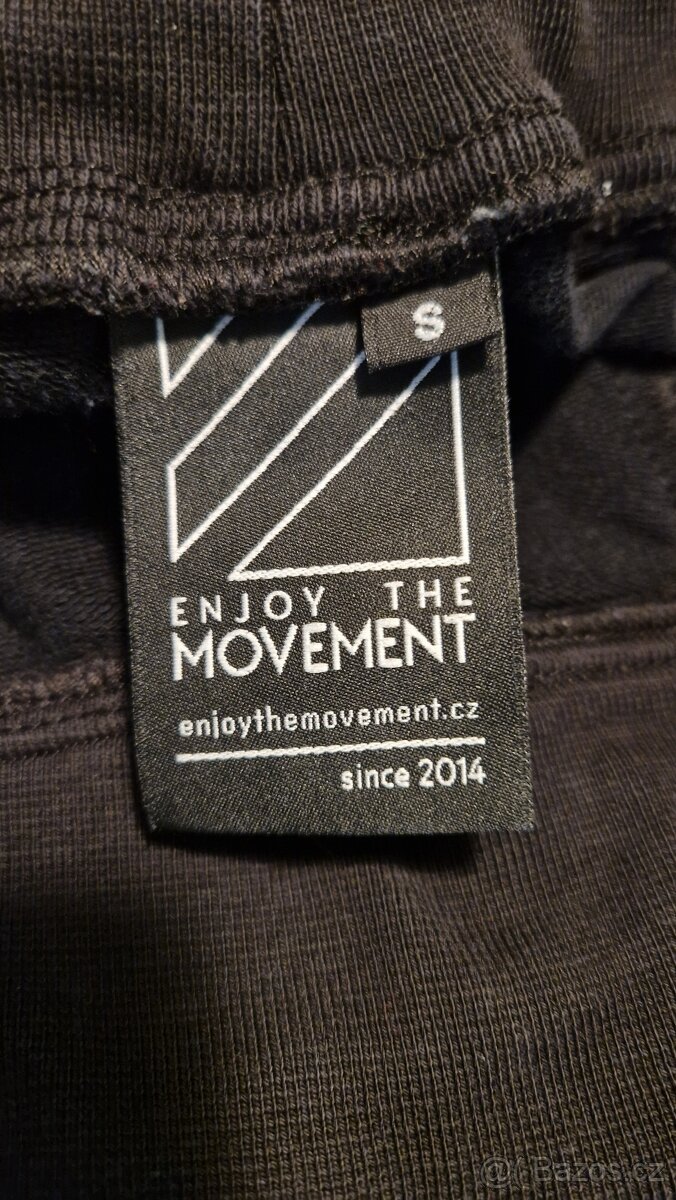 S
ENJOY THE
MOVEMENT
enjoythemovement.cz
since 2014
@( Bazos.cz